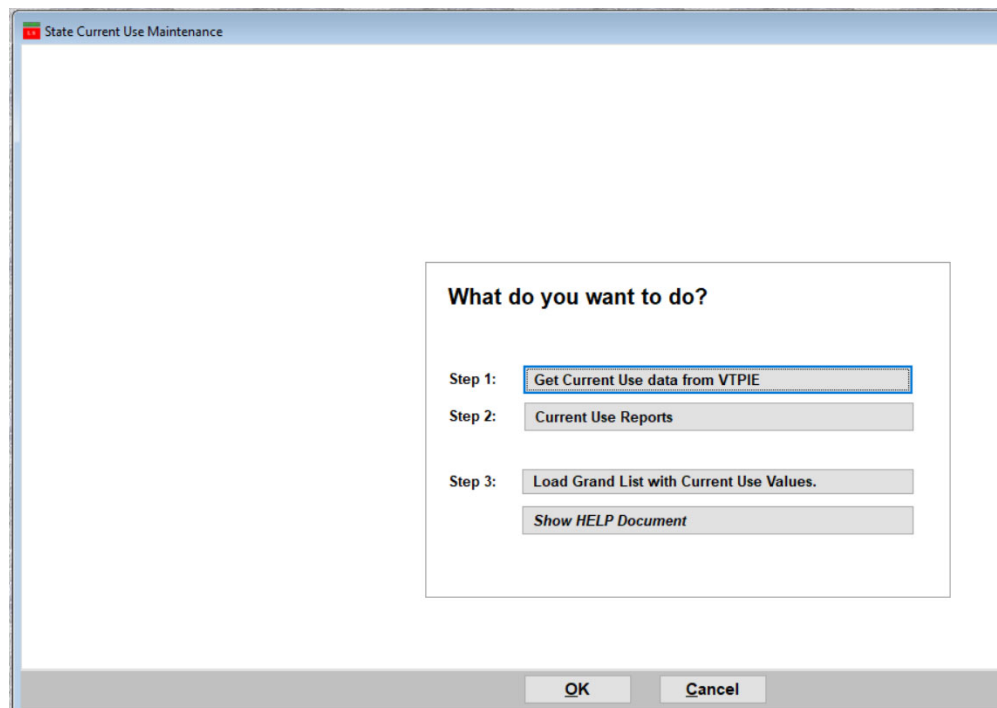 State Current Use Maintenance
What do you want to do?
Step 1: Get Current Use data from VTPIE
Step 2: Current Use Reports
Step 3: Load Grand List with Current Use Values.
Show HELP Document
OK Cancel